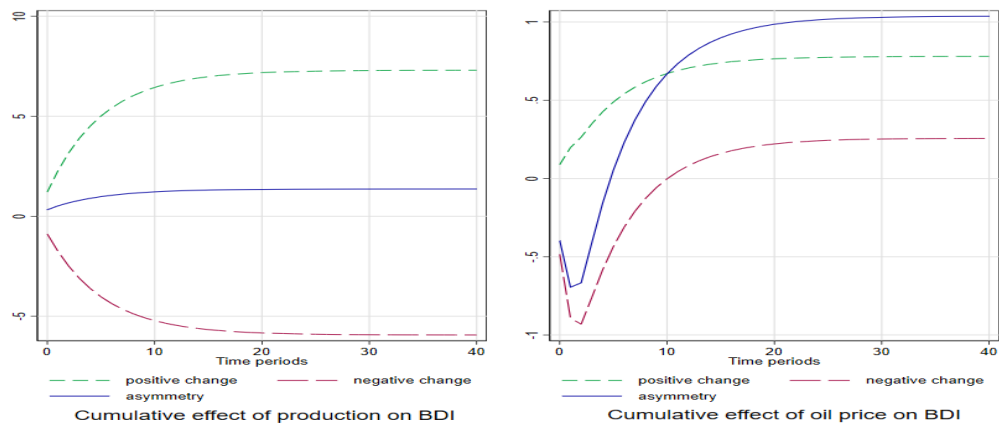 10
5
0
-5
0
10
20
30
40
Time periods
positive change
negative change
asymmetry
Cumulative effect of production on BDI
1
.5
0
-.5
-1
0
10
20
30
40
Time periods
positive change
negative change
asymmetry
Cumulative effect of oil price on BDI